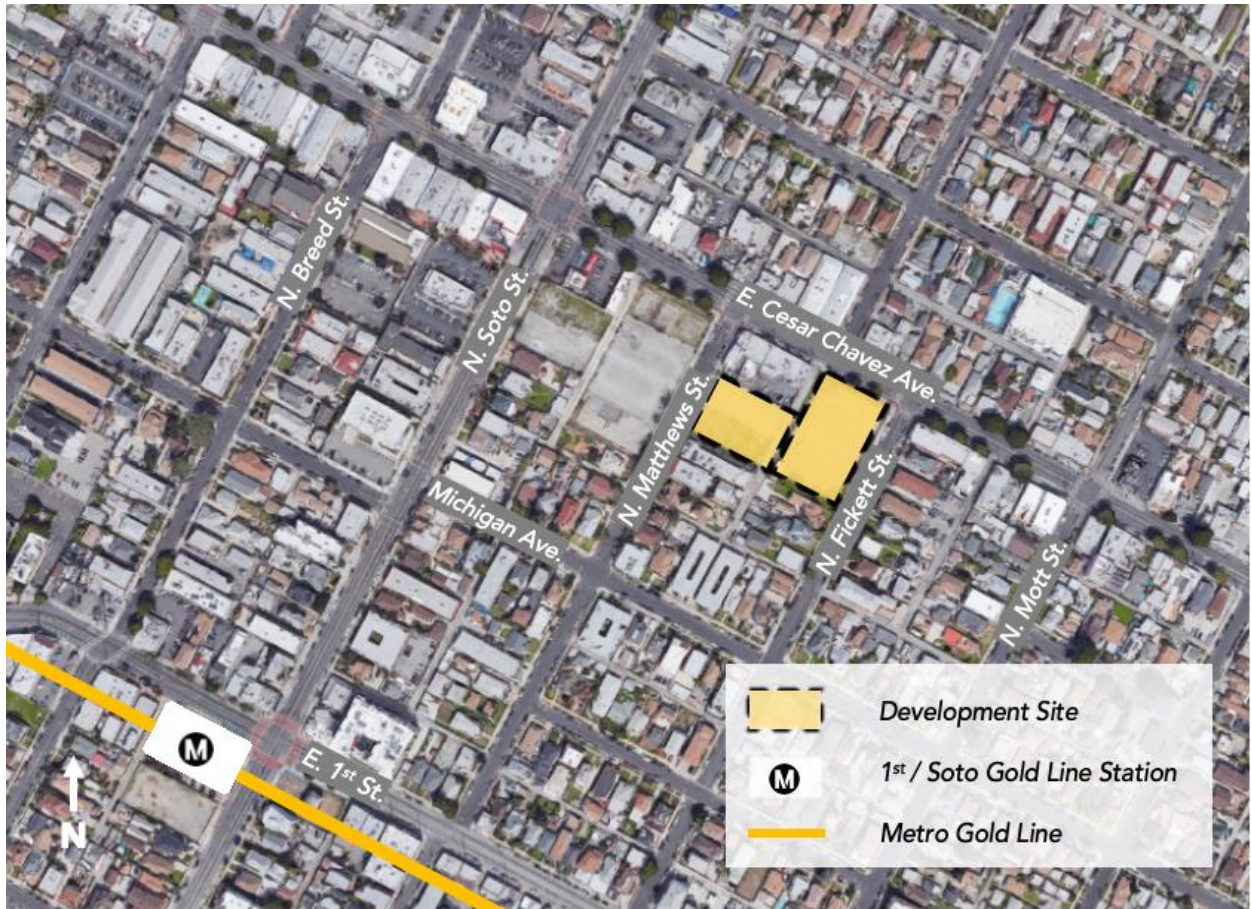 N. Breed St.
N. Soto St.
E. Cesar Chavez Ave.
N. Matthews St.
Michigan Ave.
N. Fickett St.
N. Mott St.
E. 1st St.
M
N
Development Site
M
1st / Soto Gold Line Station
Metro Gold Line